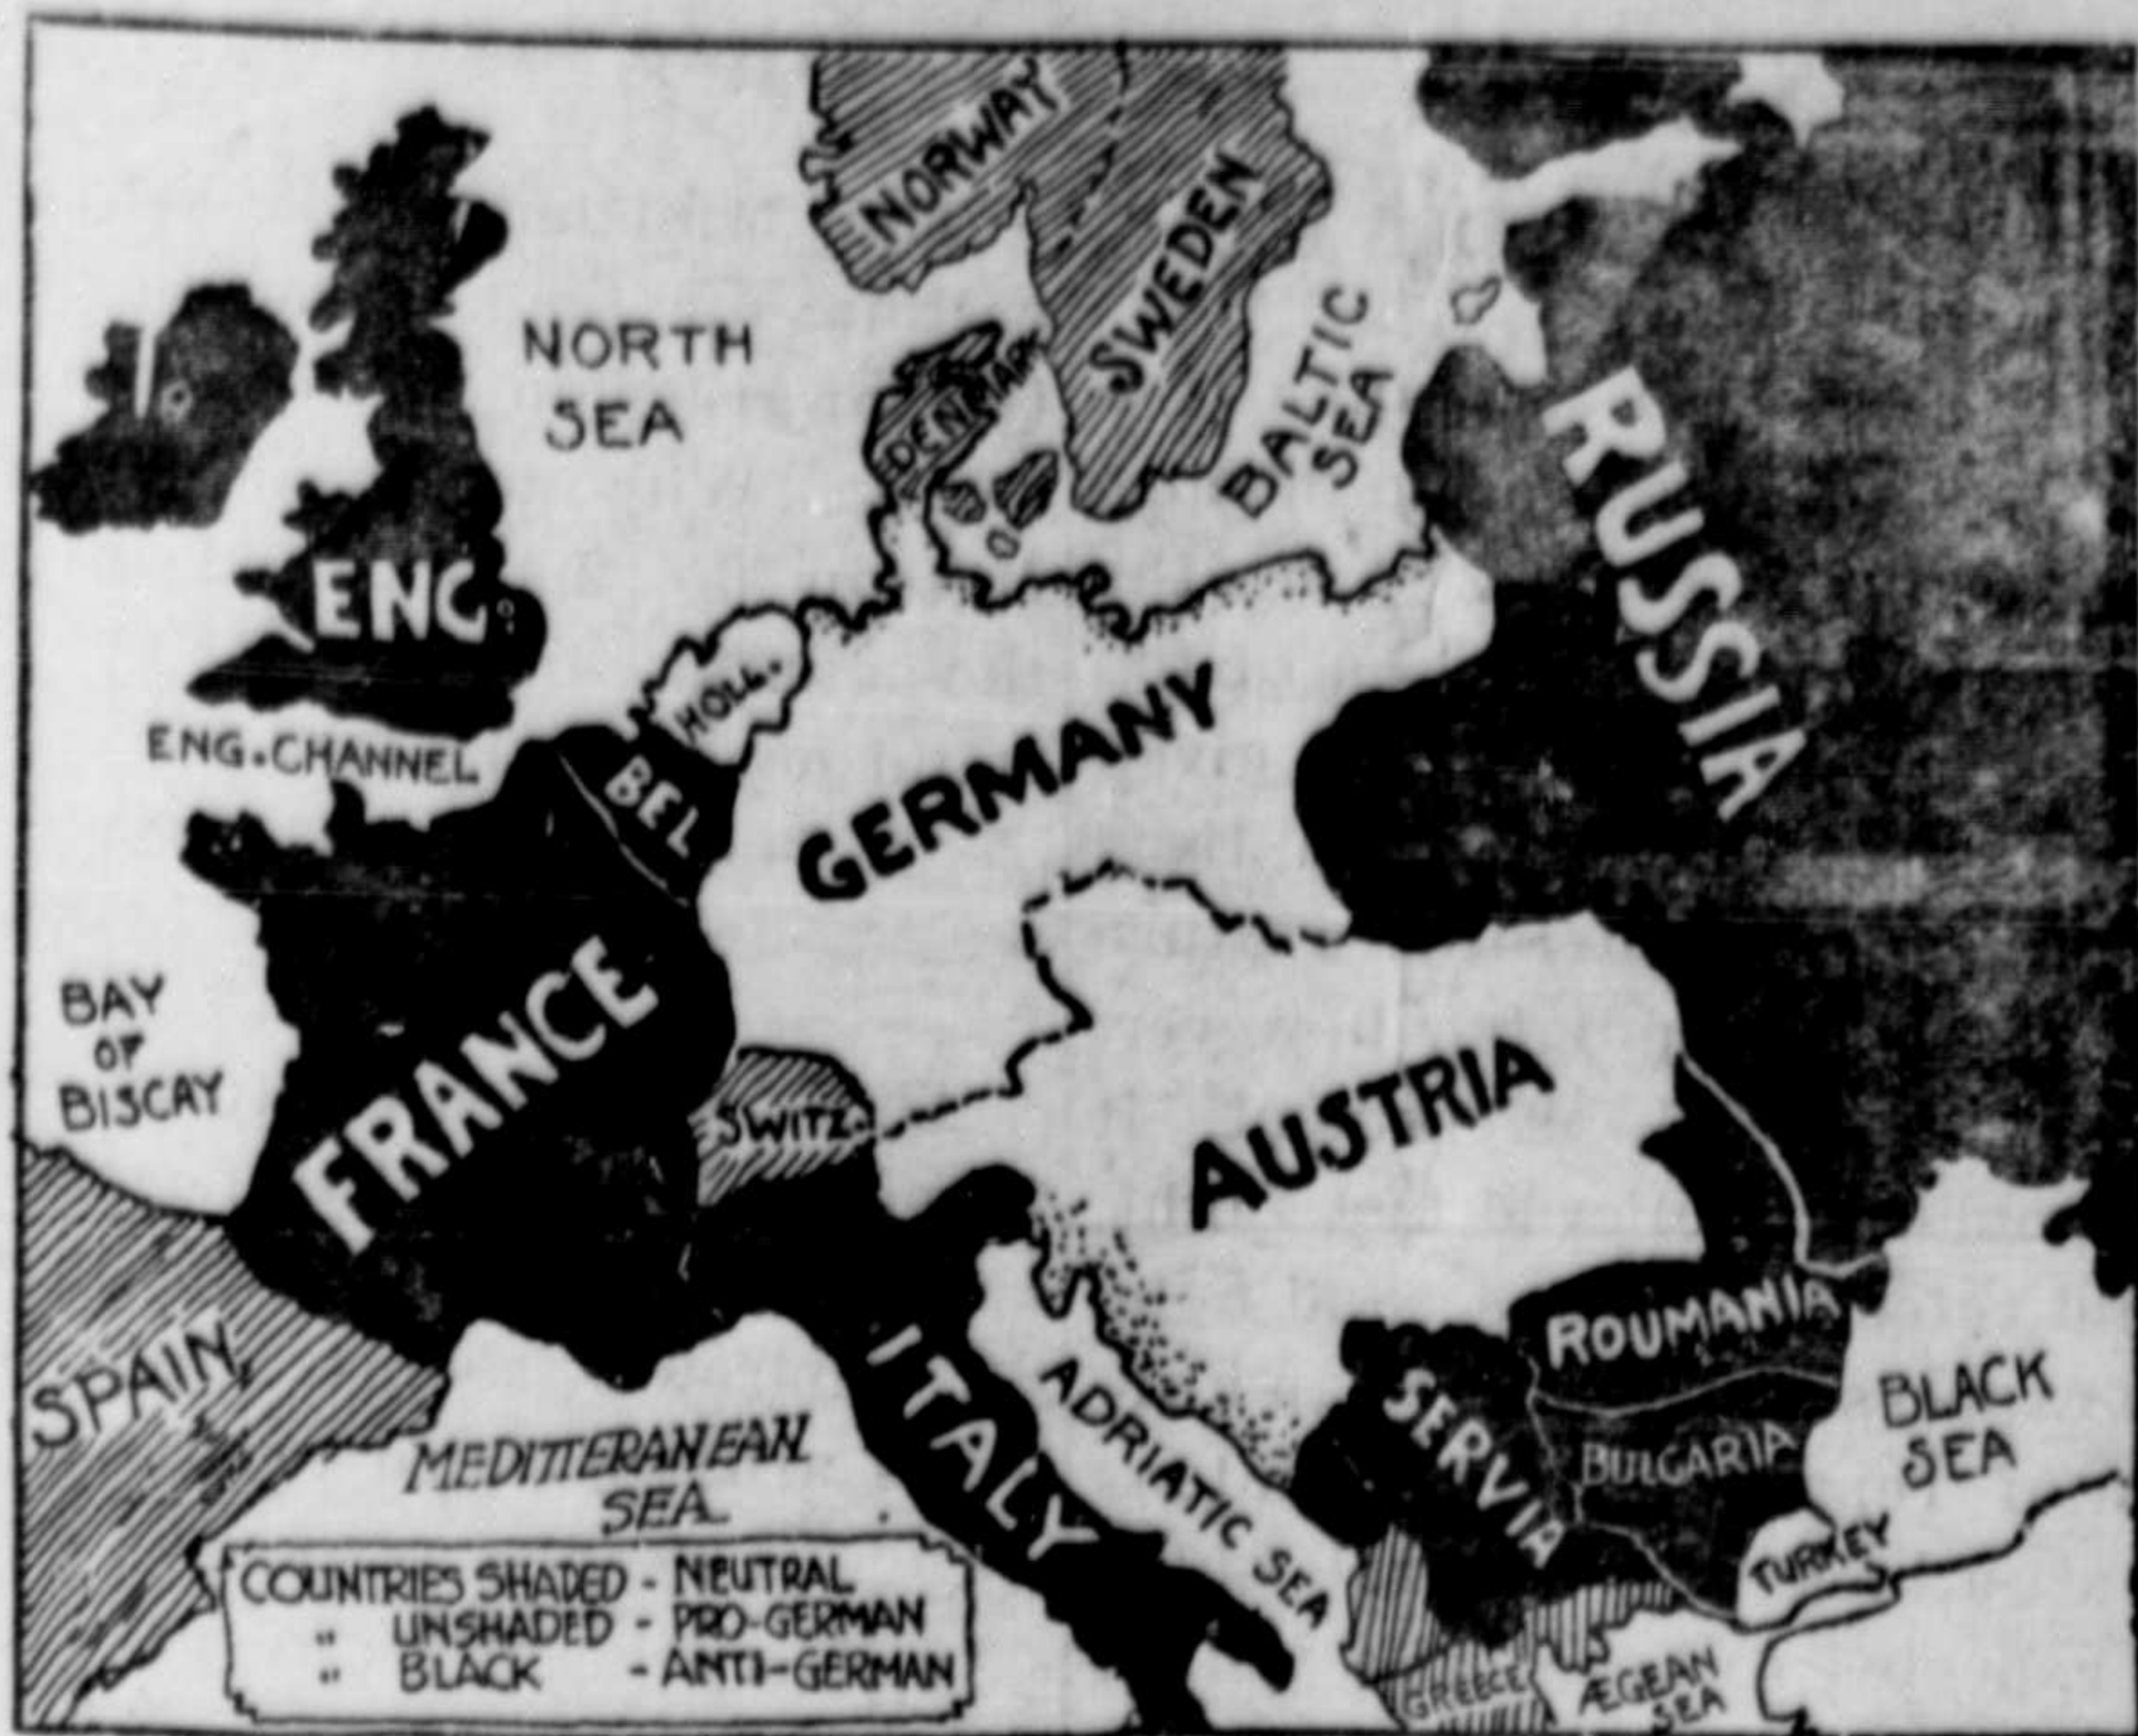 NORWAY
SWEDEN
NORTH
SEA
DENMARK
BALTIC
SEA
RUSSIA
ENG.
HOLL.
ENG. CHANNEL
BEL
GERMANY
FRANCE
BAY
OF
BISCAY
SWITZ.
AUSTRIA
SPAIN
ITALY
ROUMANIA
ADRIATIC SEA
SERVIA
BULGARIA
BLACK
SEA
MEDITTERANEAN
SEA
TURKEY
GREECE
ÆGEAN
SEA
COUNTRIES SHADED - NEUTRAL
" UNSHADED - PRO-GERMAN
" BLACK - ANTI-GERMAN